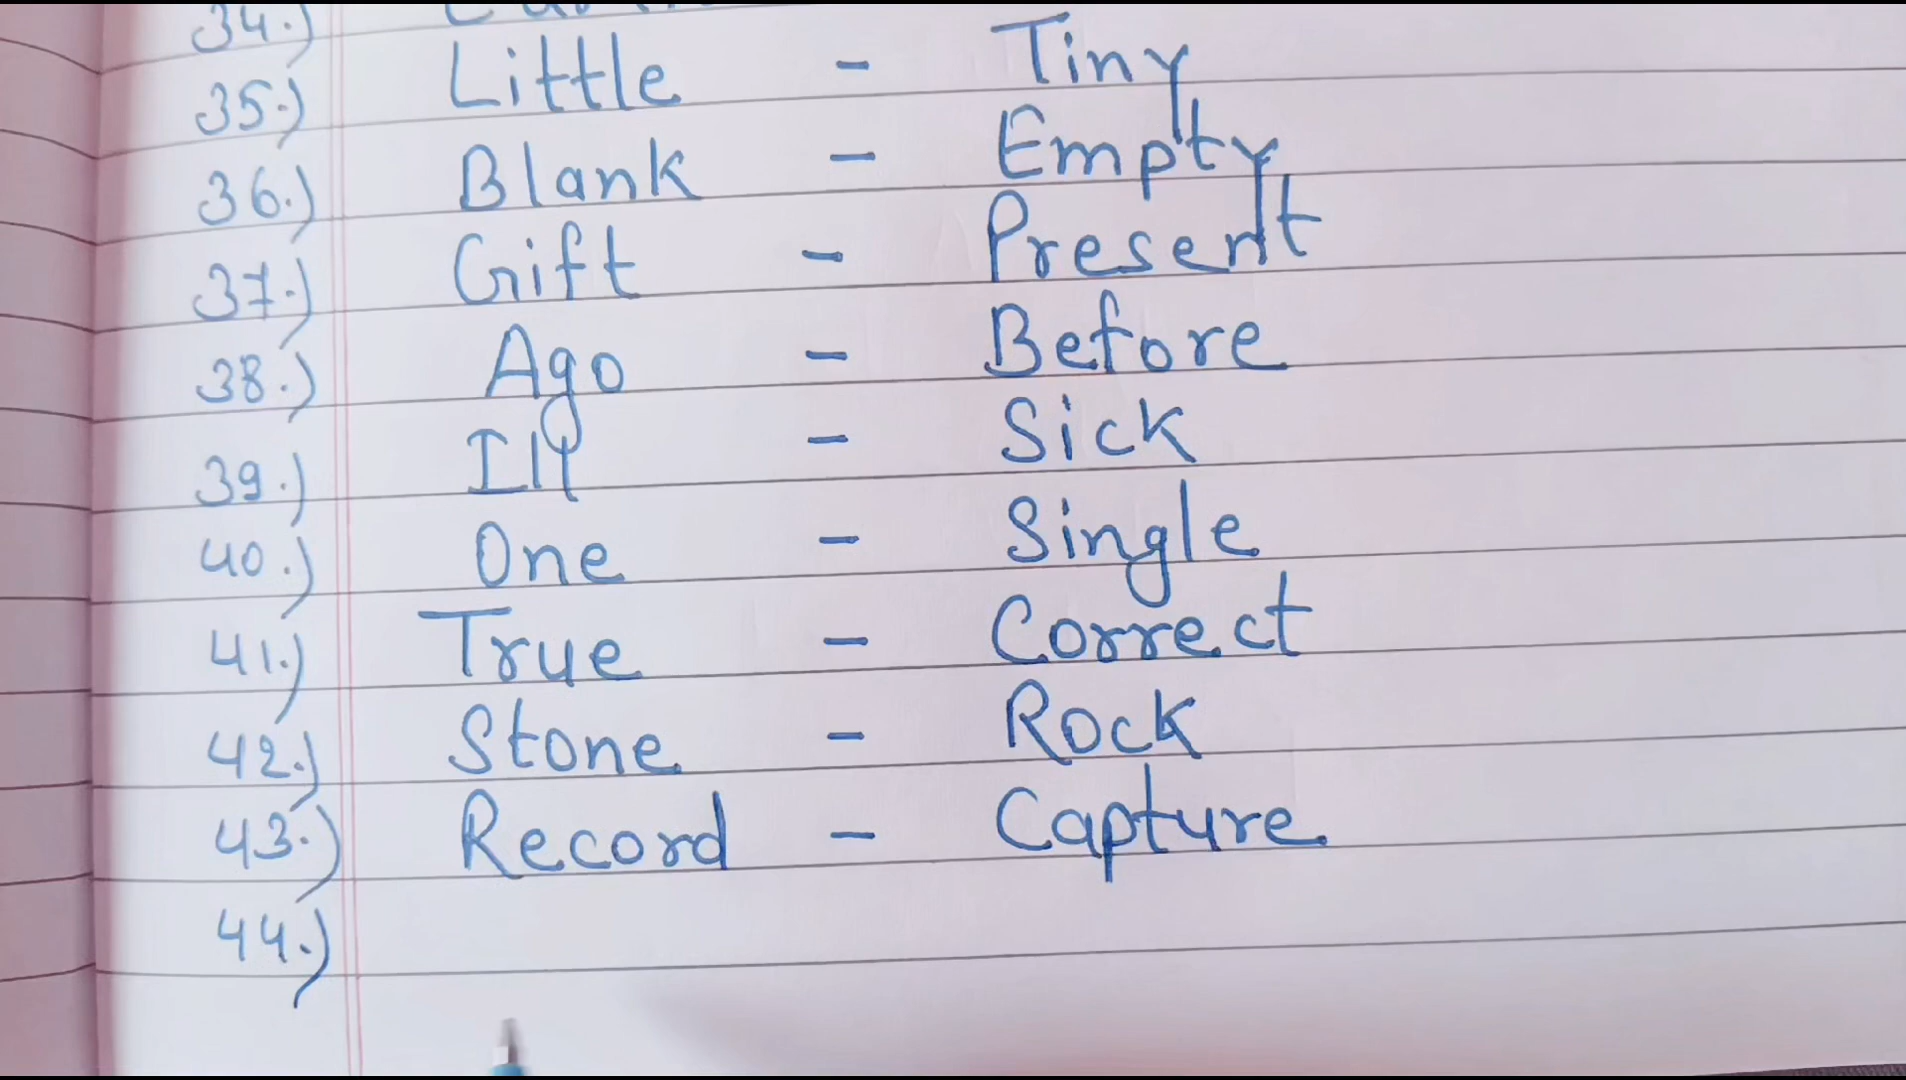 34.)
35.) Little - Tiny
36.) Blank - Empty
37.) Gift - Present
38.) Ago - Before
39.) Ill - Sick
40.) One - Single
41.) True - Correct
42.) Stone - Rock
43.) Record - Capture
44.)